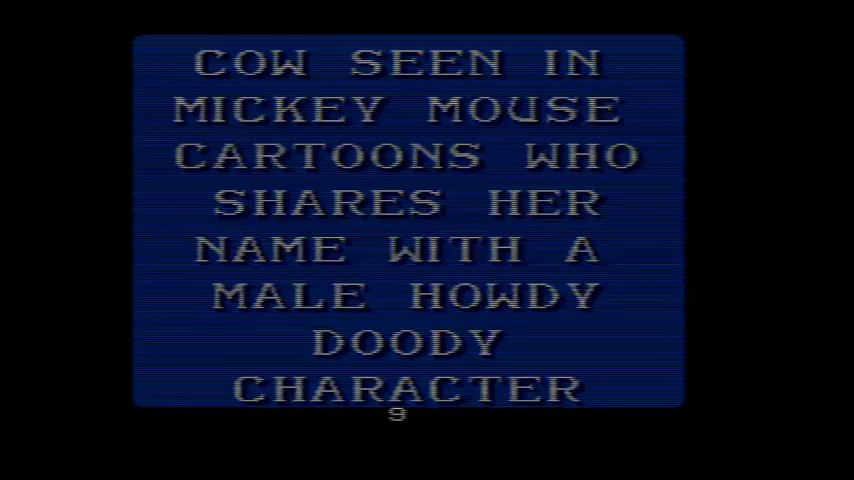 COW SEEN IN
MICKEY MOUSE
CARTOONS WHO
SHARES HER
NAME WITH A
MALE HOWDY
DOODY
CHARACTER
9